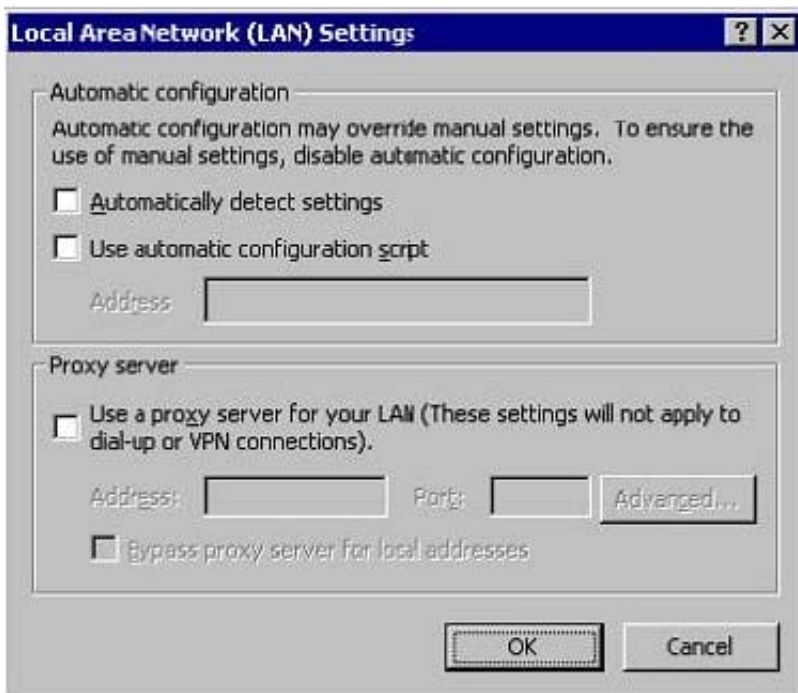 Local Area Network (LAN) Settings
Automatic configuration
Automatic configuration may override manual settings. To ensure the
use of manual settings, disable automatic configuration.
Automatically detect settings
Use automatic configuration script
Address
Proxy server
Use a proxy server for your LAN (These settings will not apply to
dial-up or VPN connections).
Address: Port: Advanced...
Bypass proxy server for local addresses
OK Cancel